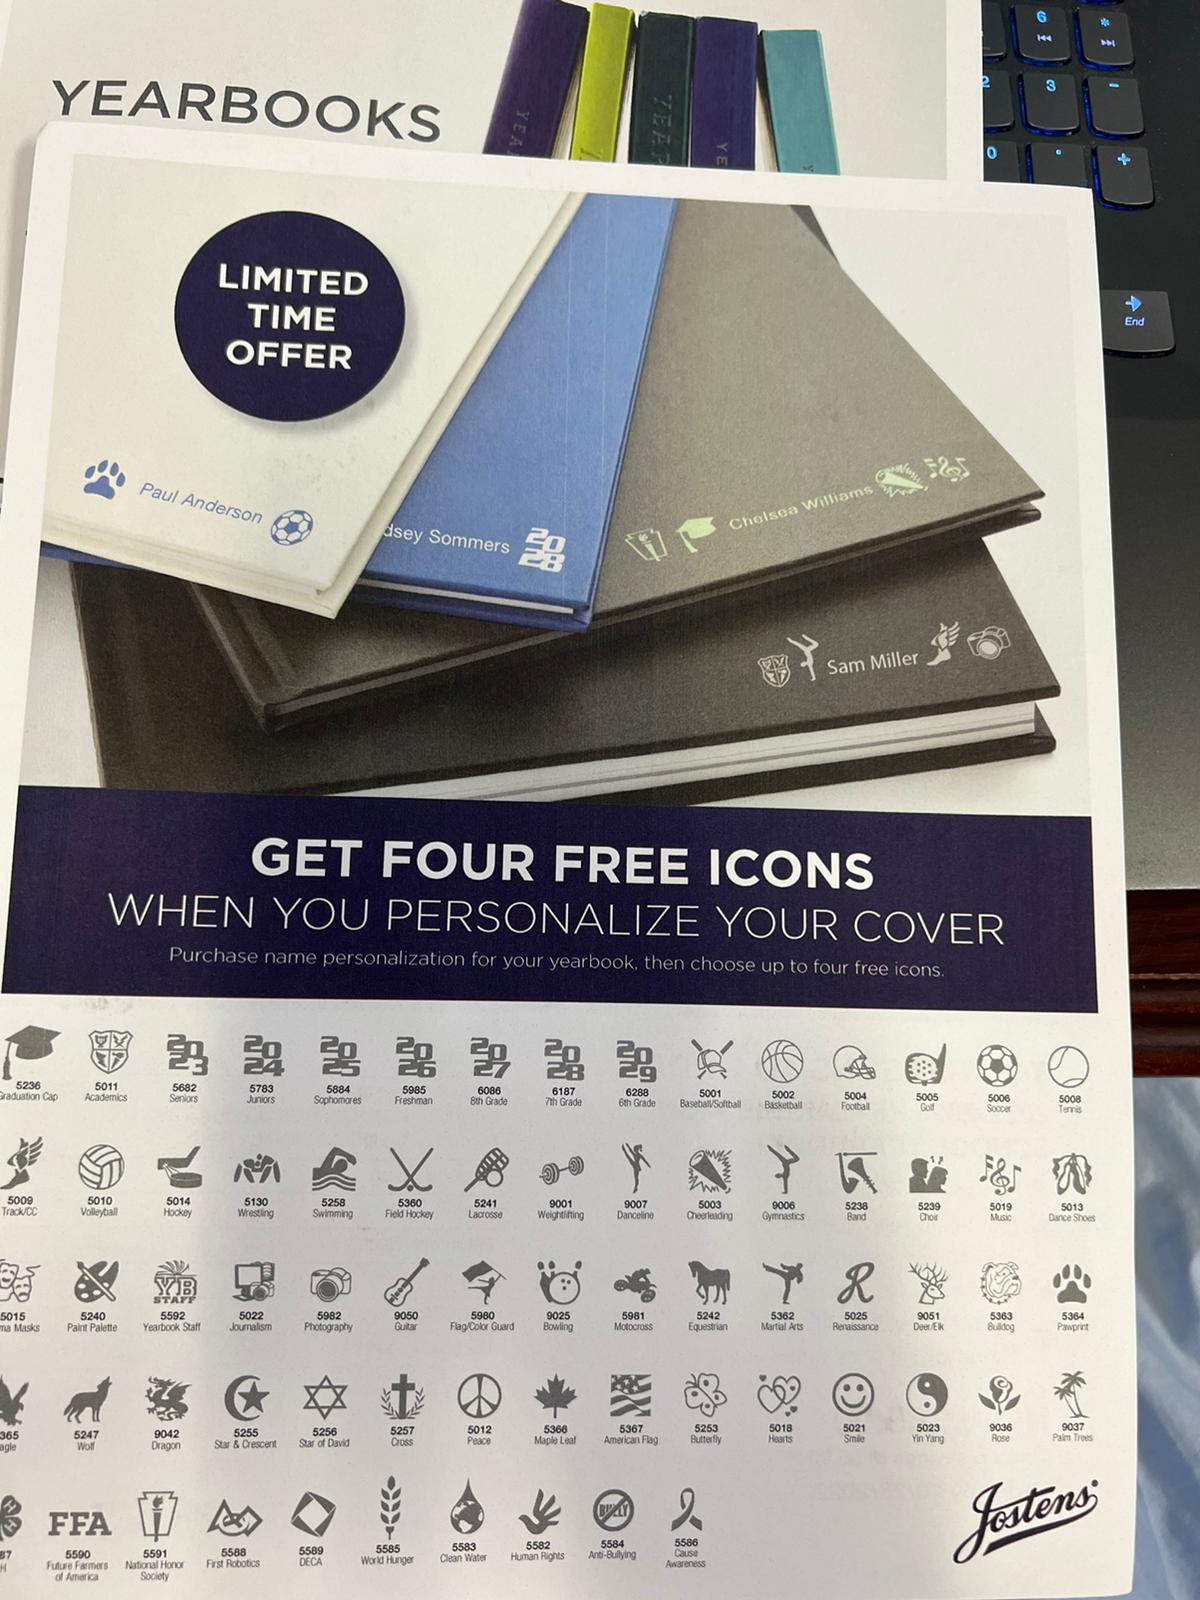 YEARBOOKS
LIMITED
TIME
OFFER
Paul Anderson
dsey Sommers
20
28
Chelsea Williams
Sam Miller
GET FOUR FREE ICONS
WHEN YOU PERSONALIZE YOUR COVER
Purchase name personalization for your yearbook, then choose up to four free icons.
5236 5011 5682 5783 5884 5985 6086 6187 6288 5001 5002 5004 5005 5006 5008
Graduation Cap Academics Seniors Juniors Sophomores Freshman 8th Grade 7th Grade 6th Grade Baseball/Softball Basketball Football Golf Soccer Tennis
5009 5010 5014 5130 5258 5360 5241 9001 9007 5003 9006 5238 5239 5019 5013
Track/CC Volleyball Hockey Wrestling Swimming Field Hockey Lacrosse Weightlifting Danceline Cheerleading Gymnastics Band Choir Music Dance Shoes
5015 5240 5592 5022 5982 9050 5980 9025 5981 5242 5362 5025 9051 5363 5364
ma Masks Paint Palette Yearbook Staff Journalism Photography Guitar Flag/Color Guard Bowling Motocross Equestrian Martial Arts Renaissance Deer/Elk Bulldog Pawprint
365 5247 9042 5255 5256 5257 5012 5366 5367 5253 5018 5021 5023 9036 9037
agle Wolf Dragon Star & Crescent Star of David Cross Peace Maple Leaf American Flag Butterfly Hearts Smile Yin Yang Rose Palm Trees
FFA
87 5590 5591 5588 5589 5585 5583 5582 5584 5586
H Future Farmers of America National Honor Society First Robotics DECA World Hunger Clean Water Human Rights Anti-Bullying Cause Awareness
Jostens
6
*
2
3
-
0
.
+
End